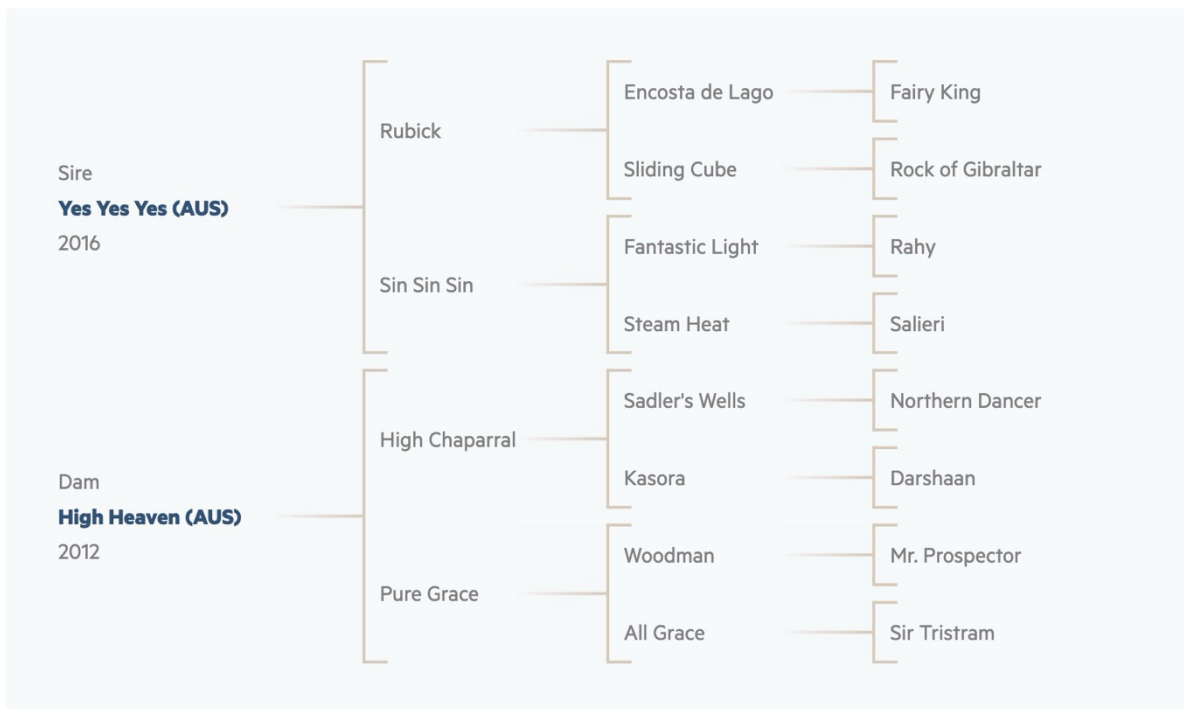 Sire
Yes Yes Yes (AUS)
2016
Rubick
Sin Sin Sin
Encosta de Lago
Sliding Cube
Fantastic Light
Steam Heat
Fairy King
Rock of Gibraltar
Rahy
Salieri
Dam
High Heaven (AUS)
2012
High Chaparral
Pure Grace
Sadler's Wells
Kasora
Woodman
All Grace
Northern Dancer
Darshaan
Mr. Prospector
Sir Tristram